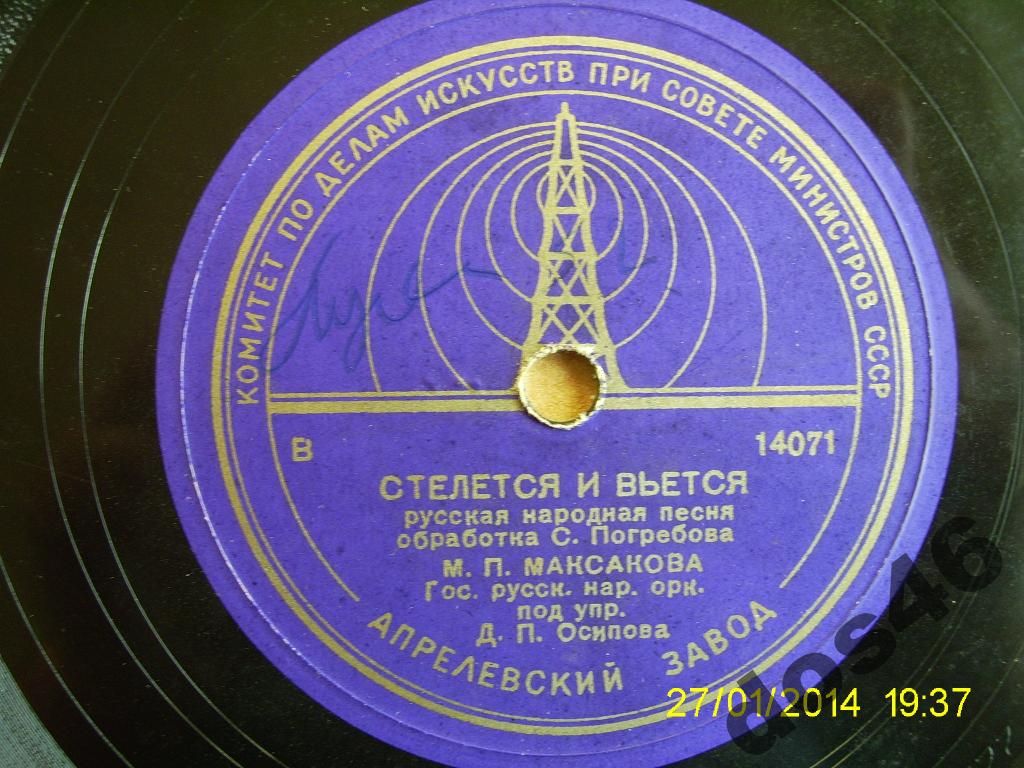 КОМИТЕТ ПО ДЕЛАМ ИСКУССТВ ПРИ СОВЕТЕ МИНИСТРОВ СССР
В 14071
СТЕЛЕТСЯ И ВЬЕТСЯ
русская народная песня
обработка С. Погребова
М. П. МАКСАКОВА
Гос. русск. нар. орк.
под упр.
Д. П. Осипова
АПРЕЛЕВСКИЙ ЗАВОД
27/01/2014 19:37
dos46